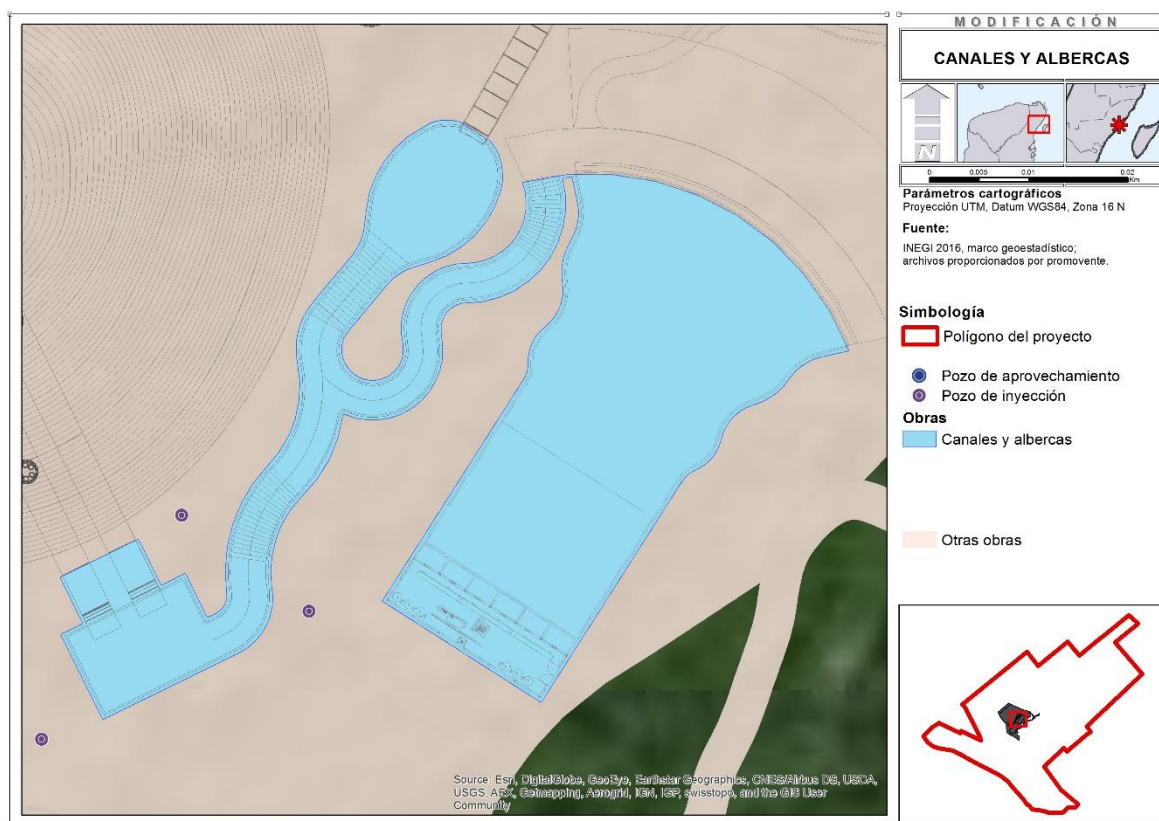 MODIFICACIÓN
CANALES Y ALBERCAS
N
0 0.005 0.01 0.02
Km
Parámetros cartográficos
Proyección UTM, Datum WGS84, Zona 16 N
Fuente:
INEGI 2016, marco geoestadístico;
archivos proporcionados por promovente.
Simbología
Polígono del proyecto
Pozo de aprovechamiento
Pozo de inyección
Obras
Canales y albercas
Otras obras
Source: Esri, DigitalGlobe, GeoEye, Earthstar Geographics, CNES/Airbus DS, USDA,
USGS, AEX, Getmapping, Aerogrid, IGN, IGP, swisstopo, and the GIS User
Community